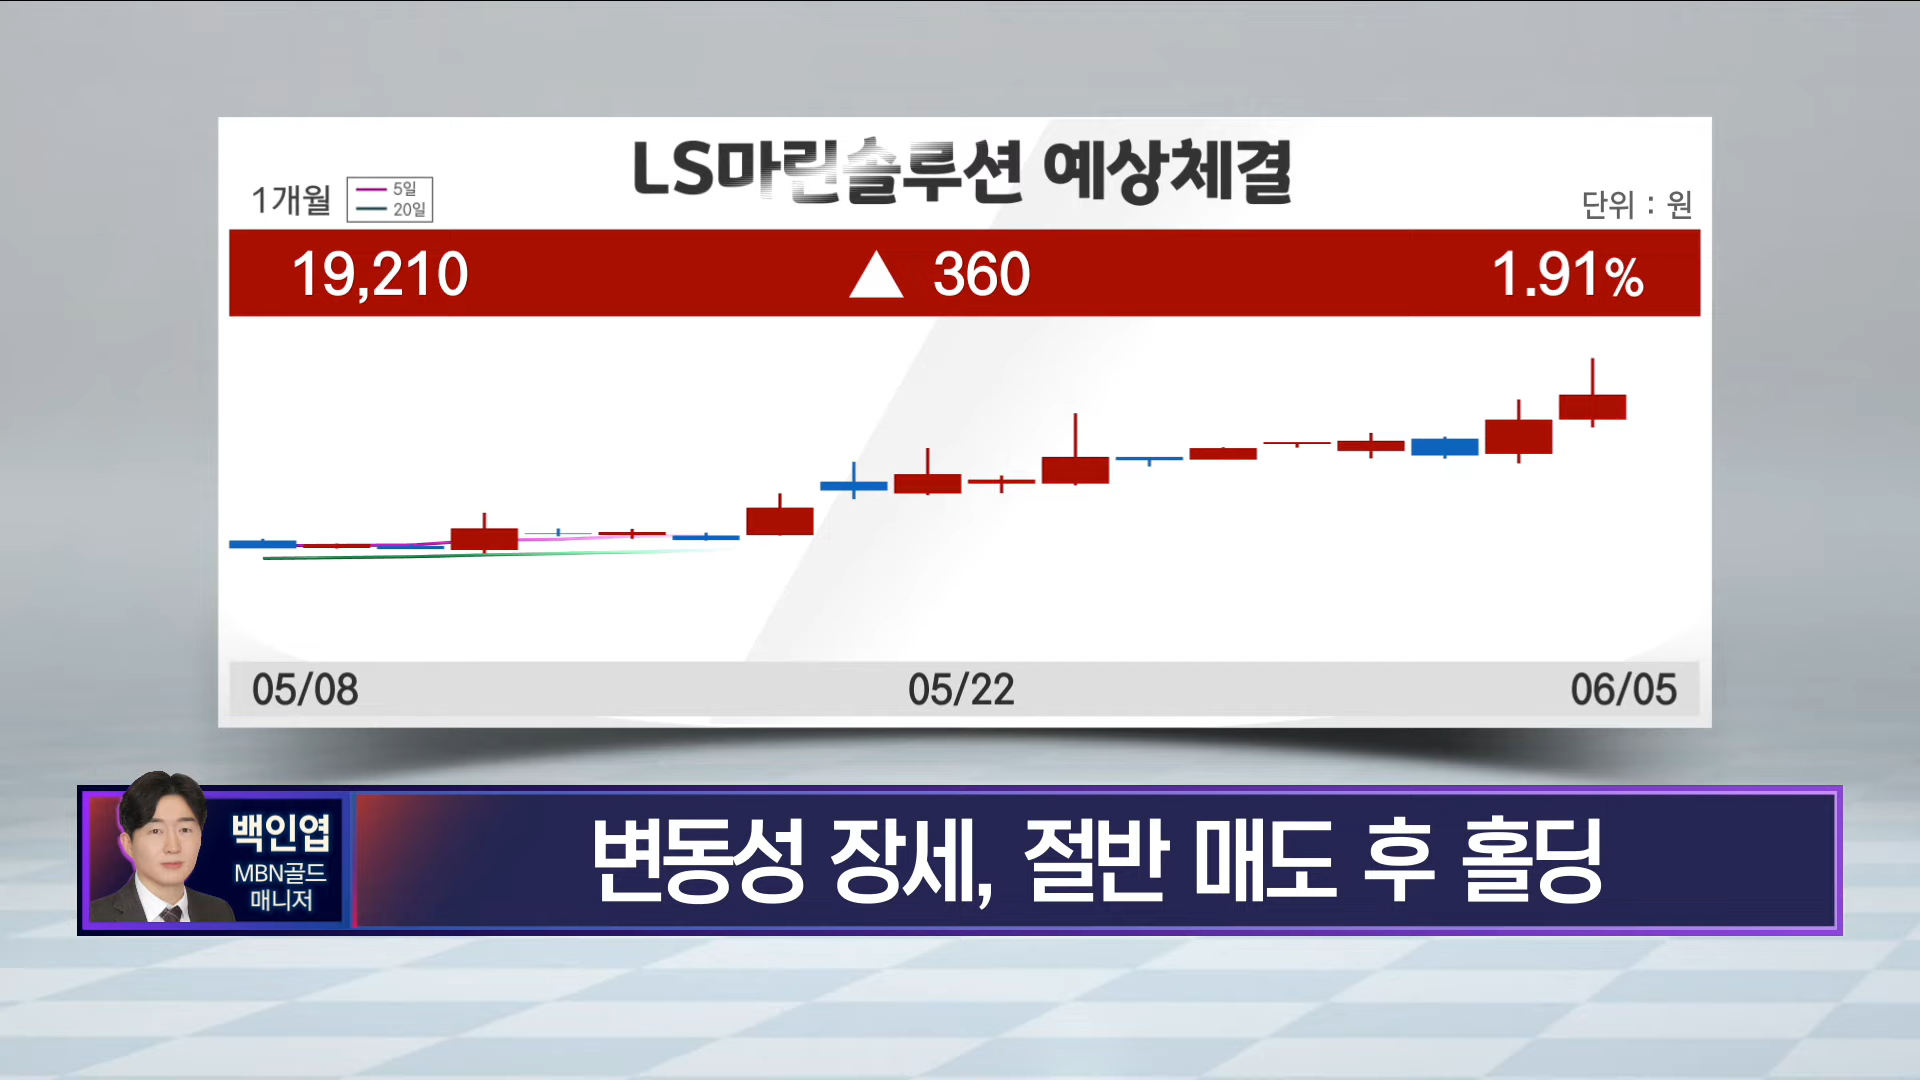 LS마린솔루션 예상체결
1개월
5일
20일
단위 : 원
19,210 ▲ 360 1.91%
05/08 05/22 06/05
백인엽
MBN골드
매니저
변동성 장세, 절반 매도 후 홀딩